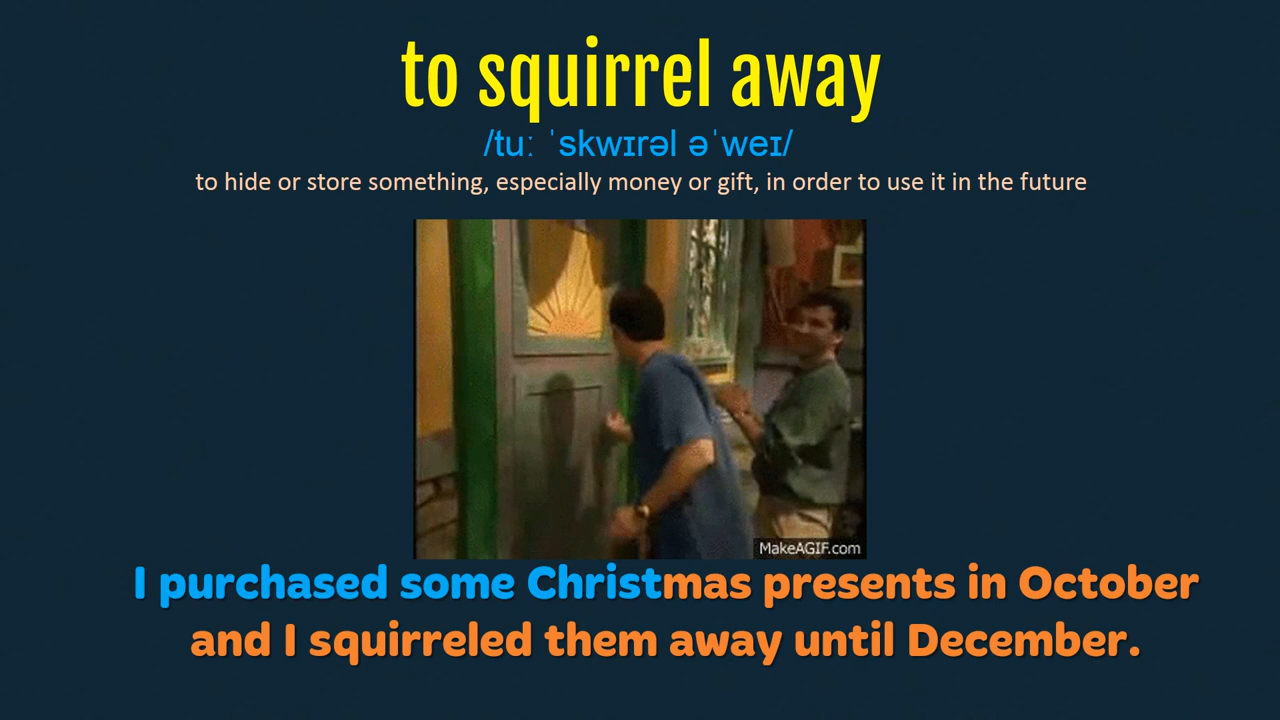 to squirrel away
/tuː ˈskwɪrəl əˈweɪ/
to hide or store something, especially money or gift, in order to use it in the future
MakeAGIF.com
I purchased some Christmas presents in October
and I squirreled them away until December.